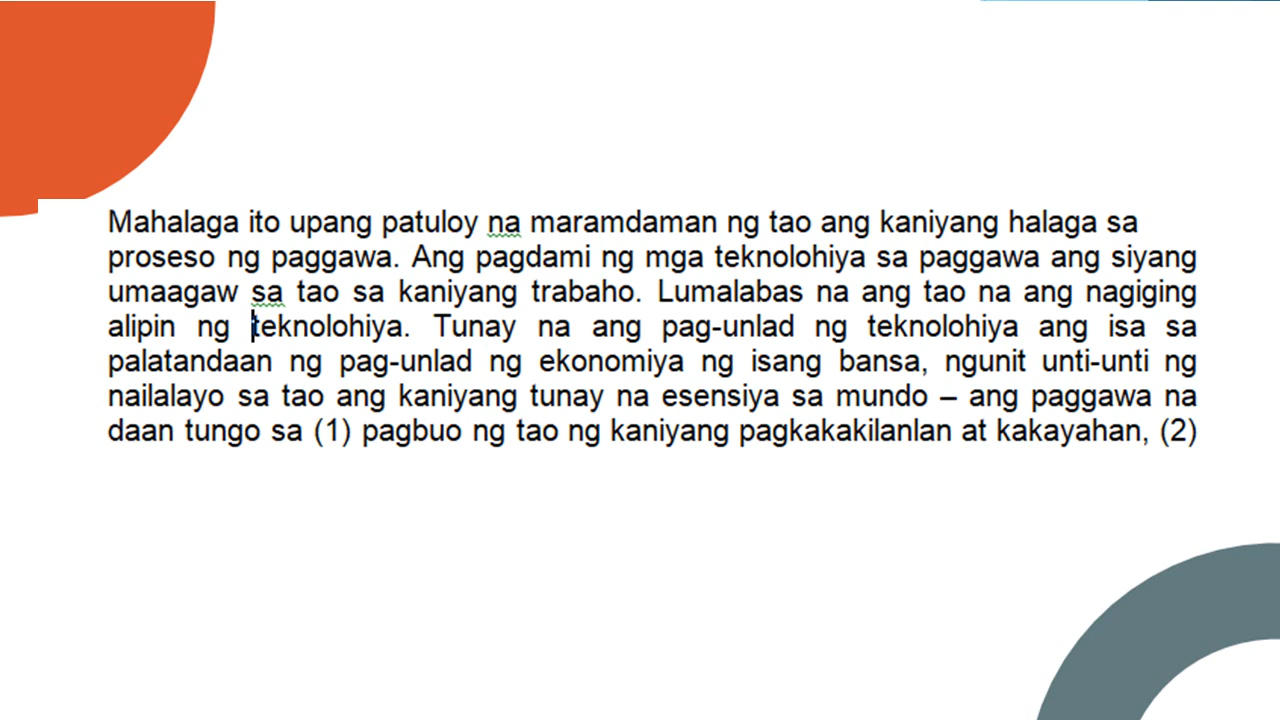 Mahalaga ito upang patuloy na maramdaman ng tao ang kaniyang halaga sa
proseso ng paggawa. Ang pagdami ng mga teknolohiya sa paggawa ang siyang
umaagaw sa tao sa kaniyang trabaho. Lumalabas na ang tao na ang nagiging
alipin ng teknolohiya. Tunay na ang pag-unlad ng teknolohiya ang isa sa
palatandaan ng pag-unlad ng ekonomiya ng isang bansa, ngunit unti-unti ng
nailalayo sa tao ang kaniyang tunay na esensiya sa mundo – ang paggawa na
daan tungo sa (1) pagbuo ng tao ng kaniyang pagkakakilanlan at kakayahan, (2)